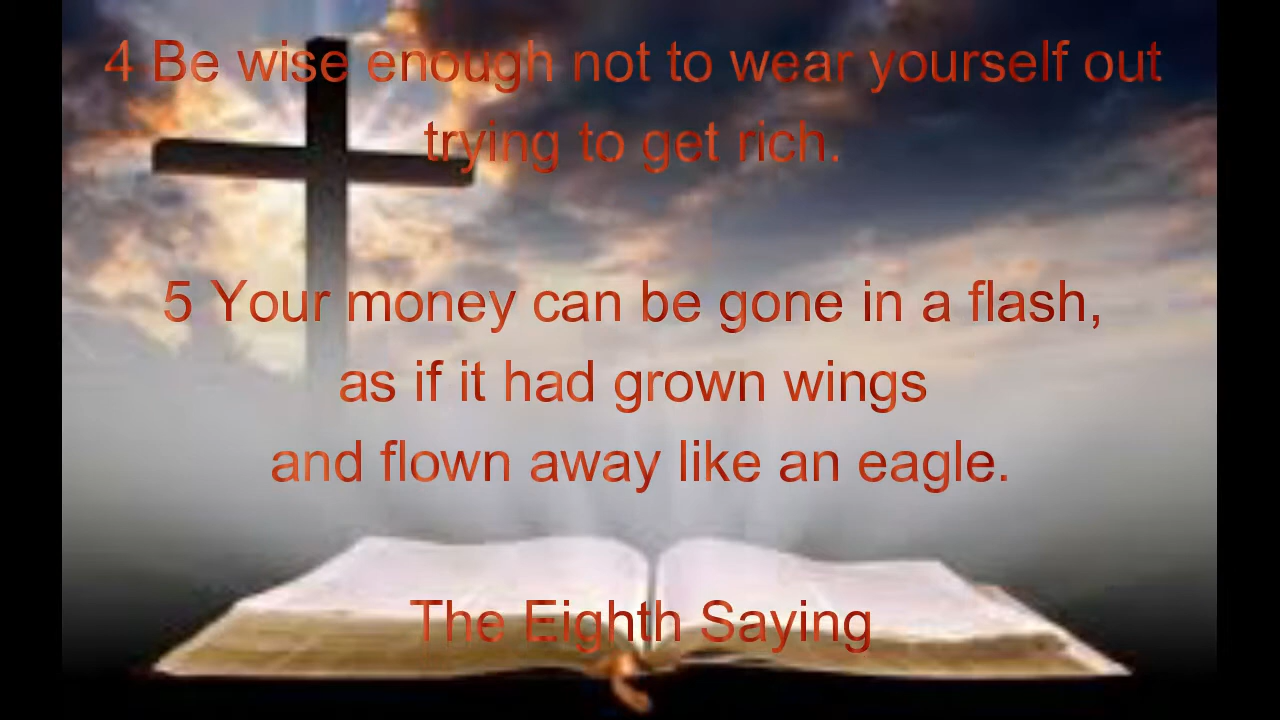 4 Be wise enough not to wear yourself out
trying to get rich.
5 Your money can be gone in a flash,
as if it had grown wings
and flown away like an eagle.
The Eighth Saying